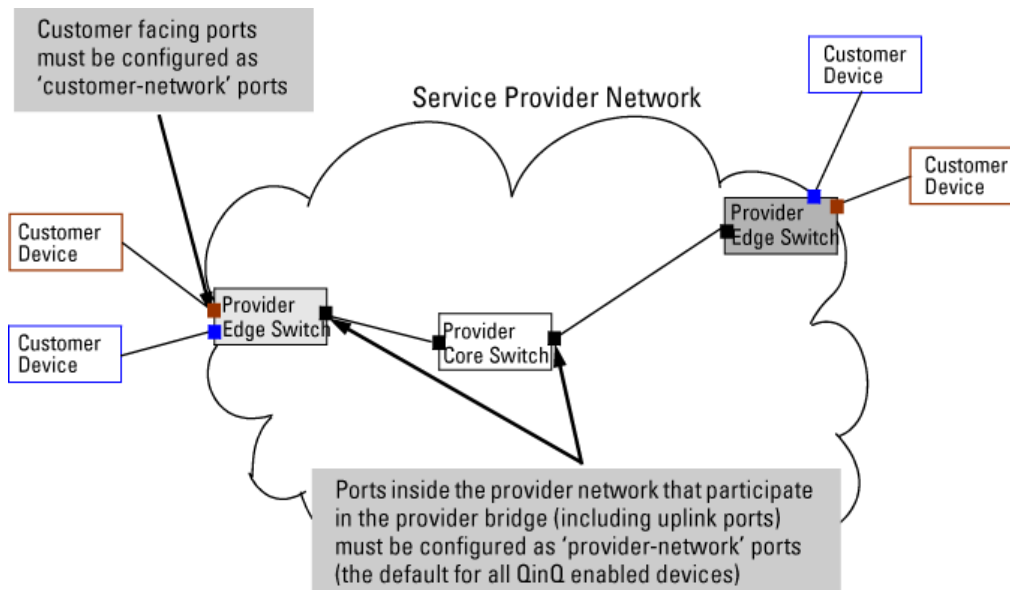 Customer facing ports
must be configured as
‘customer-network’ ports
Service Provider Network
Customer
Device
Customer
Device
Customer
Device
Customer
Device
Provider
Edge Switch
Provider
Edge Switch
Provider
Core Switch
Ports inside the provider network that participate
in the provider bridge (including uplink ports)
must be configured as ‘provider-network’ ports
(the default for all QinQ enabled devices)